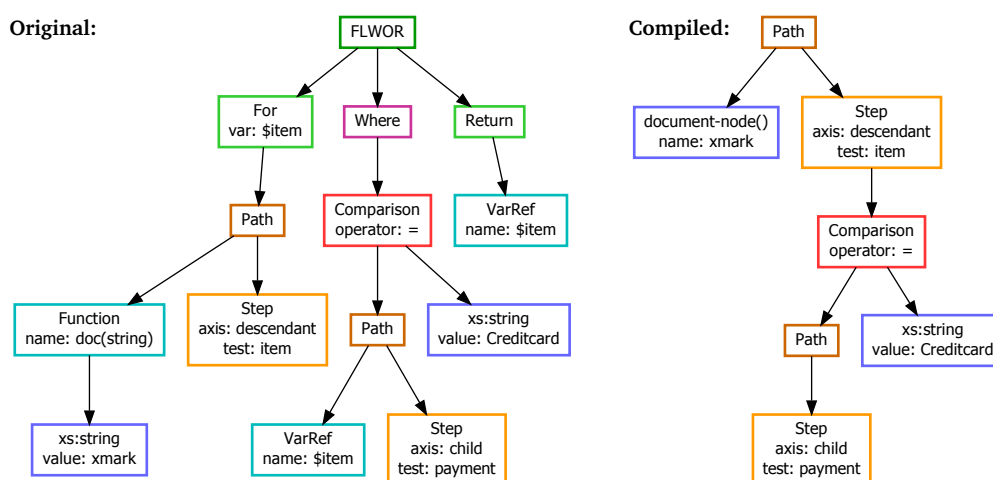 Original:
FLWOR
For
var: $item
Where
Return
Path
Comparison
operator: =
VarRef
name: $item
Function
name: doc(string)
Step
axis: descendant
test: item
Path
xs:string
value: Creditcard
xs:string
value: xmark
VarRef
name: $item
Step
axis: child
test: payment
Compiled:
Path
document-node()
name: xmark
Step
axis: descendant
test: item
Comparison
operator: =
Path
xs:string
value: Creditcard
Step
axis: child
test: payment